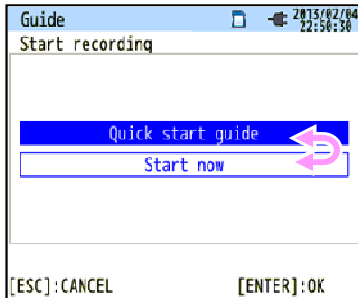 Guide 2015/02/04
22:50:30
Start recording
Quick start guide
Start now
[ESC]:CANCEL [ENTER]:OK